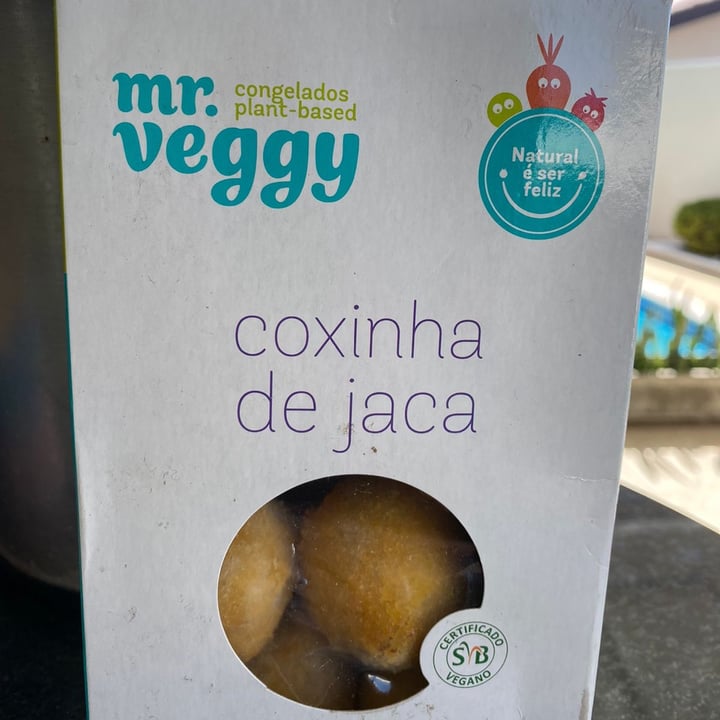 mr.
veggy
congelados
plant-based
Natural
é ser
feliz
coxinha
de jaca
CERTIFICADO
SVB
VEGANO